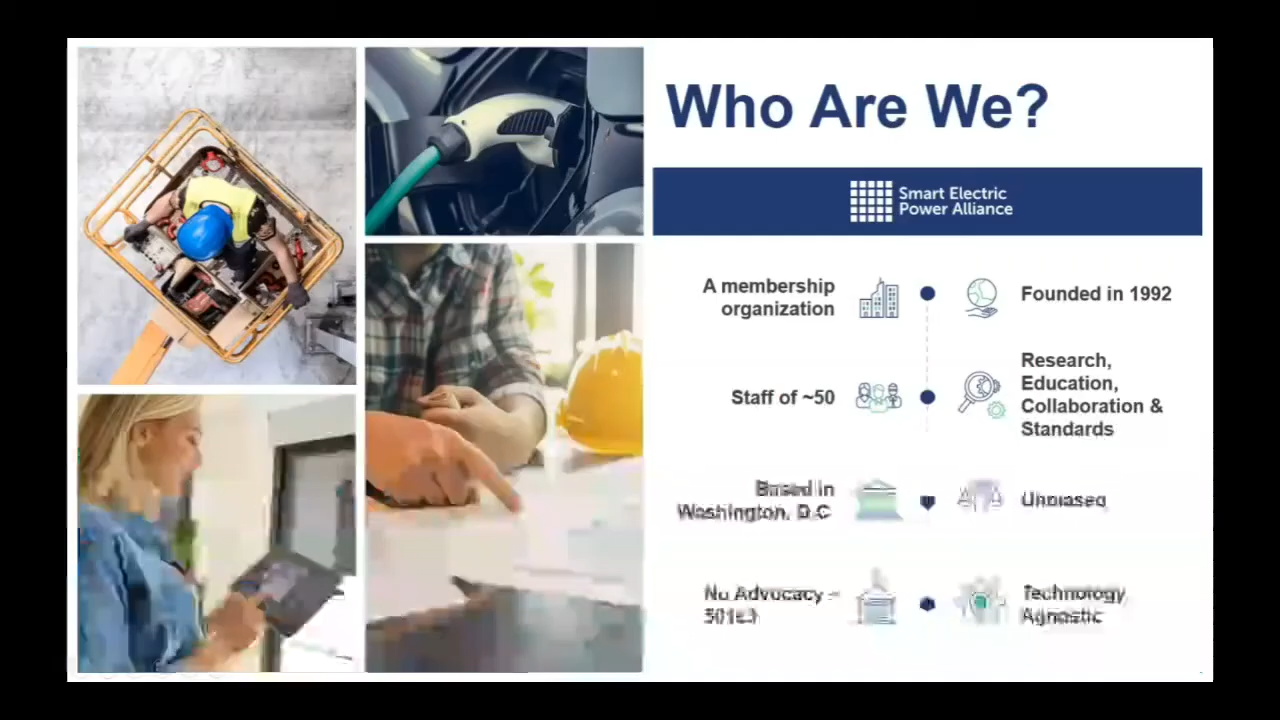 Who Are We?
Smart Electric
Power Alliance
A membership
organization
Founded in 1992
Staff of ~50
Research,
Education,
Collaboration &
Standards
Based in
Washington, D.C
Unbiased
No Advocacy –
501c3
Technology
Agnostic